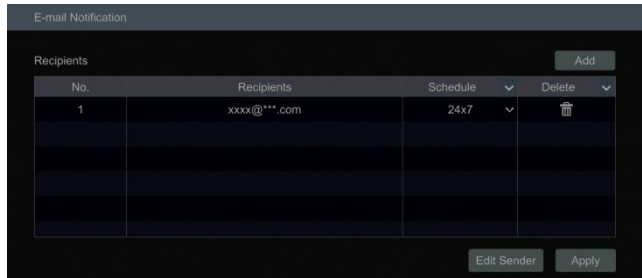 E-mail Notification
Recipients Add
No. Recipients Schedule Delete
1 xxxx@***.com 24x7
Edit Sender Apply